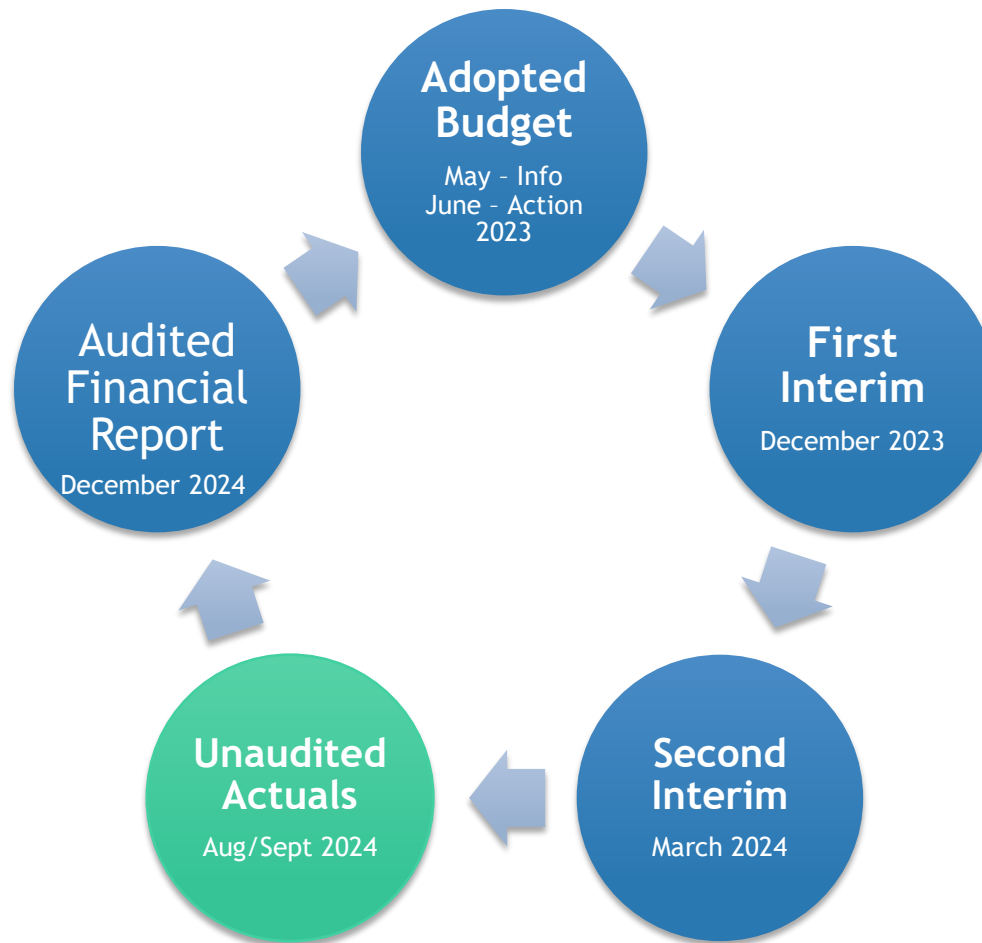 Adopted
Budget
May – Info
June – Action
2023
First
Interim
December 2023
Second
Interim
March 2024
Unaudited
Actuals
Aug/Sept 2024
Audited
Financial
Report
December 2024